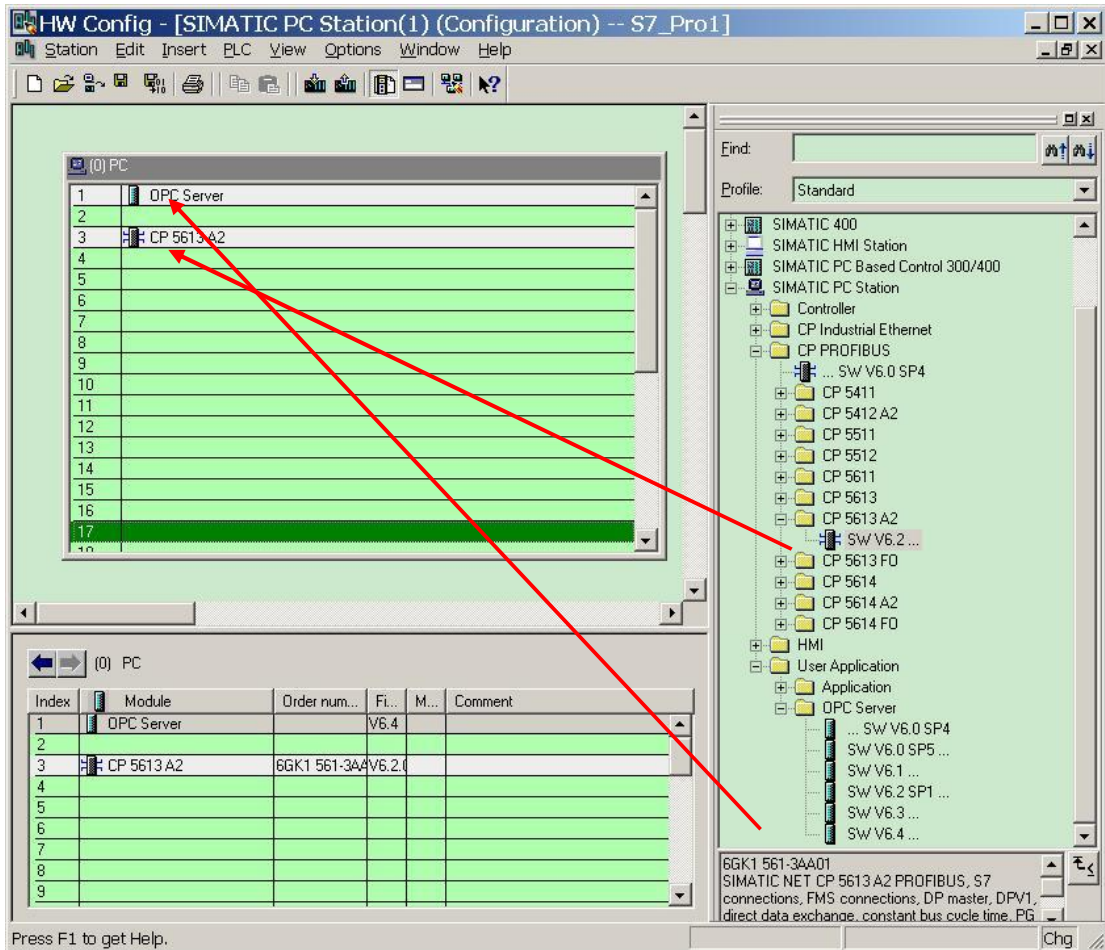 HW Config - [SIMATIC PC Station(1) (Configuration) -- S7_Pro1]
Station Edit Insert PLC View Options Window Help
(0) PC
1 OPC Server
2
3 CP 5613 A2
4
5
6
7
8
9
10
11
12
13
14
15
16
17
Find:
Profile: Standard
SIMATIC 400
SIMATIC HMI Station
SIMATIC PC Based Control 300/400
SIMATIC PC Station
Controller
CP Industrial Ethernet
CP PROFIBUS
... SW V6.0 SP4
CP 5411
CP 5412 A2
CP 5511
CP 5512
CP 5611
CP 5613
CP 5613 A2
SW V6.2 ...
CP 5613 FO
CP 5614
CP 5614 A2
CP 5614 FO
HMI
User Application
Application
OPC Server
... SW V6.0 SP4
SW V6.0 SP5 ...
SW V6.1 ...
SW V6.2 SP1 ...
SW V6.3 ...
SW V6.4 ...
6GK1 561-3AA01
SIMATIC NET CP 5613 A2 PROFIBUS, S7
connections, FMS connections, DP master, DPV1,
direct data exchange, constant bus cycle time, PG
(0) PC
Index Module Order num... Fi... M... Comment
1 OPC Server V6.4
2
3 CP 5613 A2 6GK1 561-3AA V6.2.0
4
5
6
7
8
9
Press F1 to get Help.
Chg